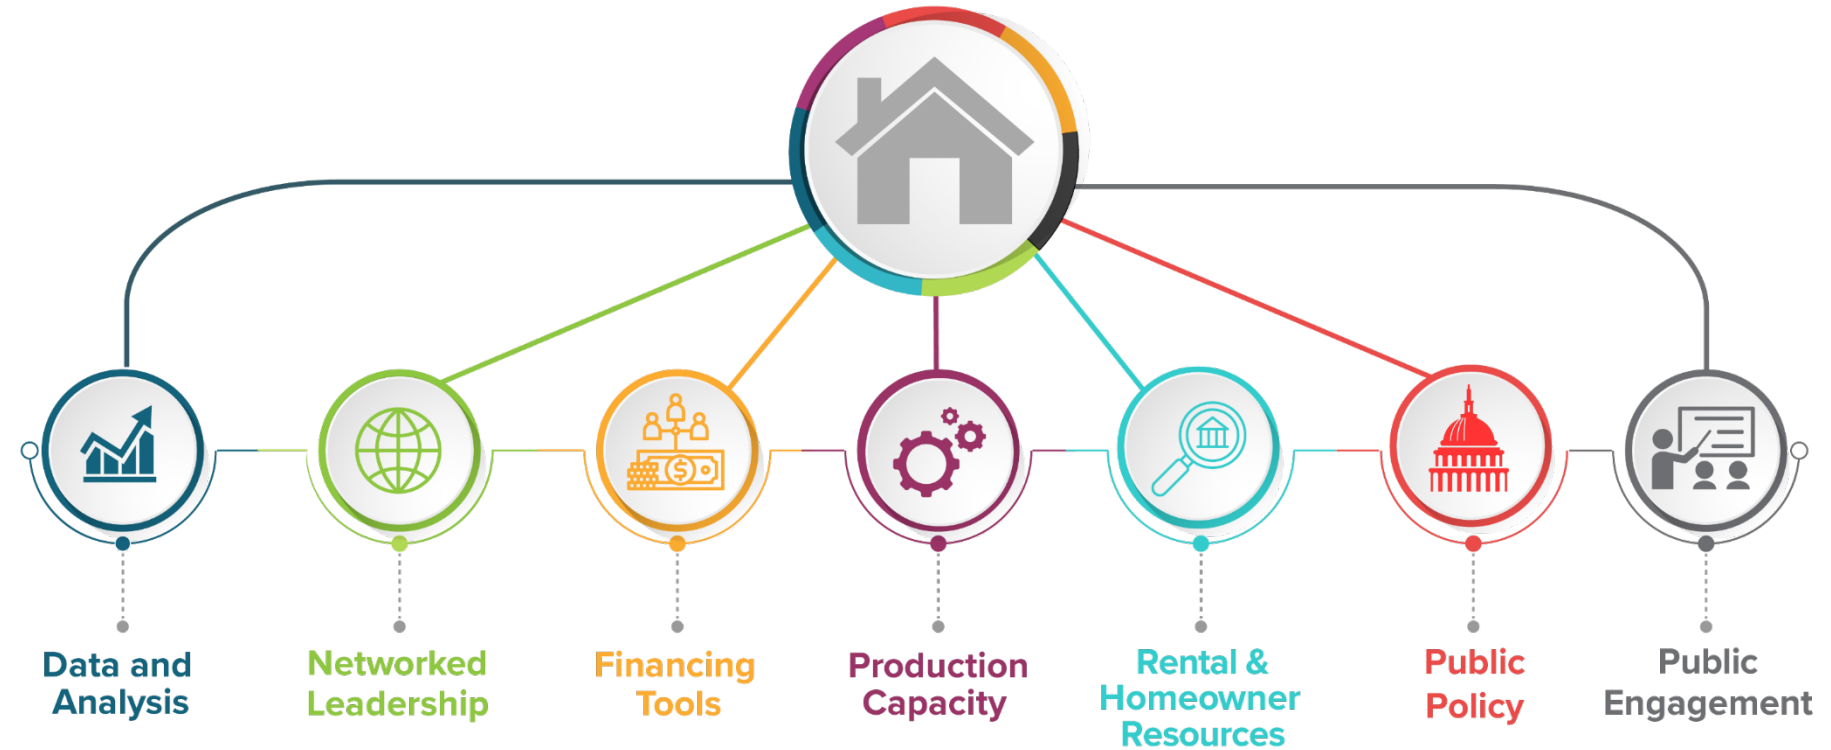 Data and
Analysis
Networked
Leadership
Financing
Tools
Production
Capacity
Rental &
Homeowner
Resources
Public
Policy
Public
Engagement